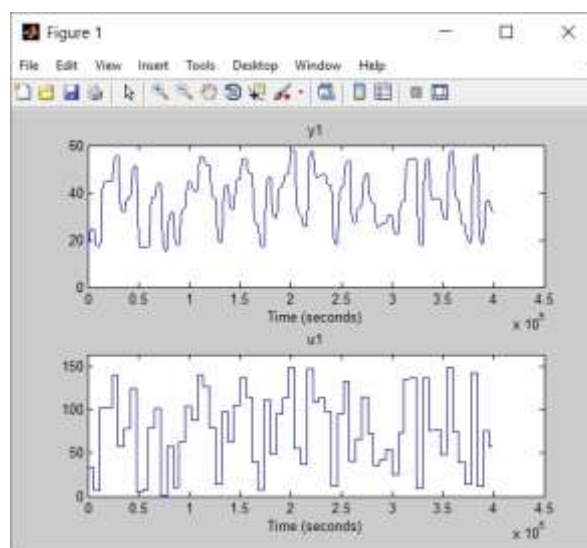 Figure 1
File Edit View Insert Tools Desktop Window Help
y1
60
40
20
0
0 0.5 1 1.5 2 2.5 3 3.5 4 4.5
Time (seconds)
x 10⁵
u1
150
100
50
0
0 0.5 1 1.5 2 2.5 3 3.5 4 4.5
Time (seconds)
x 10⁵